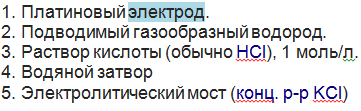 1. Платиновый электрод.
2. Подводимый газообразный водород.
3. Раствор кислоты (обычно HCl), 1 моль/л.
4. Водяной затвор
5. Электролитический мост (конц. р-р KCl)